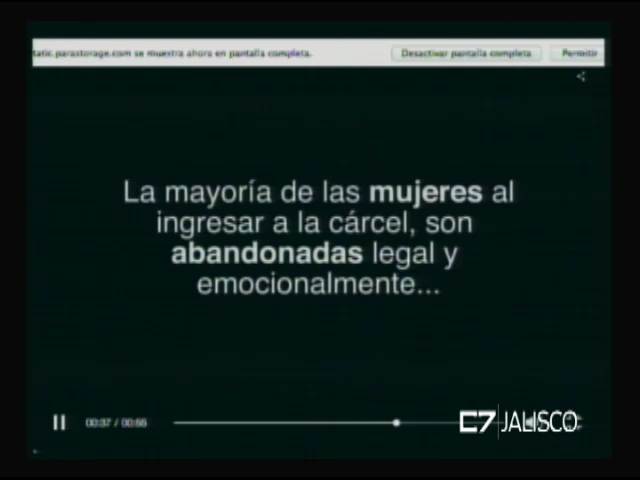 tatic.parastorage.com se muestra ahora en pantalla completa.
Desactivar pantalla completa
Permitir
La mayoría de las mujeres al
ingresar a la cárcel, son
abandonadas legal y
emocionalmente...
00:37 / 00:56
C7 JALISCO